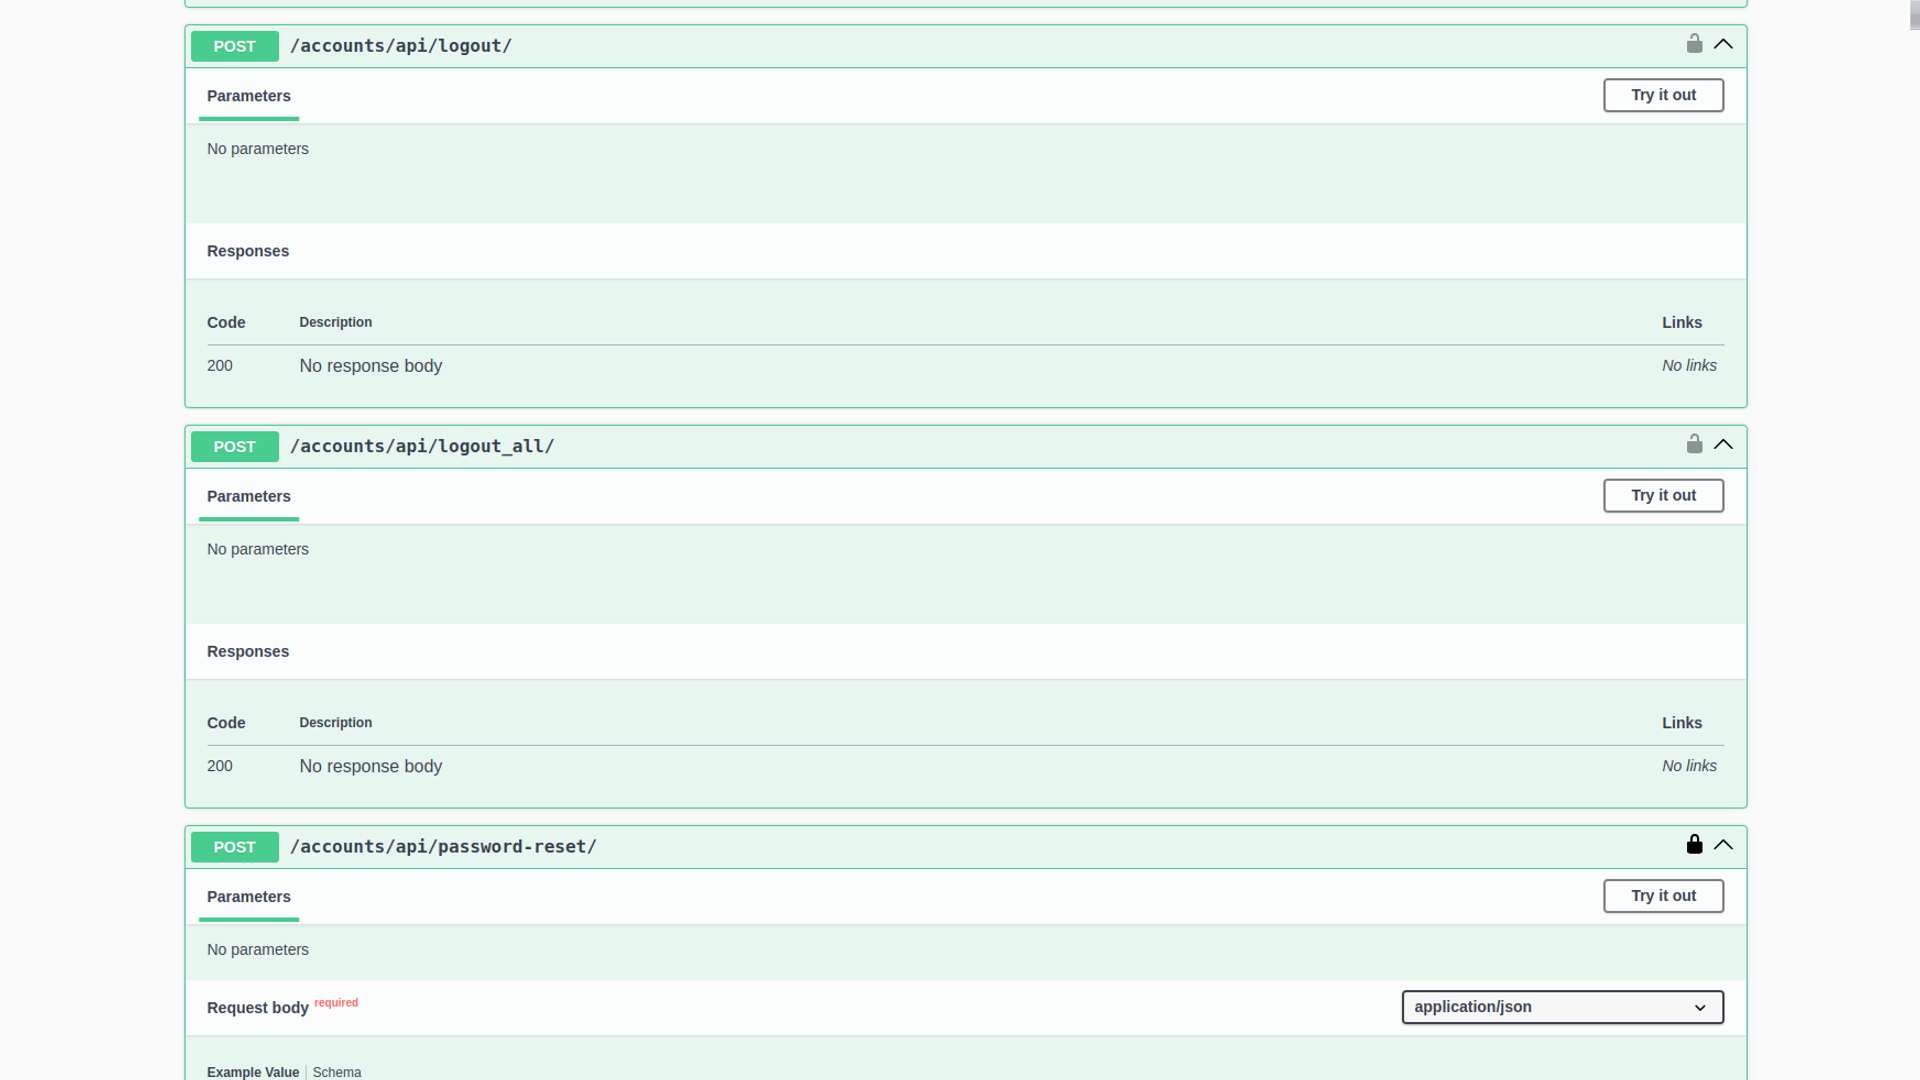 POST /accounts/api/logout/
Parameters
Try it out
No parameters
Responses
Code Description Links
200 No response body No links
POST /accounts/api/logout_all/
Parameters
Try it out
No parameters
Responses
Code Description Links
200 No response body No links
POST /accounts/api/password-reset/
Parameters
Try it out
No parameters
Request body required
application/json
Example Value Schema